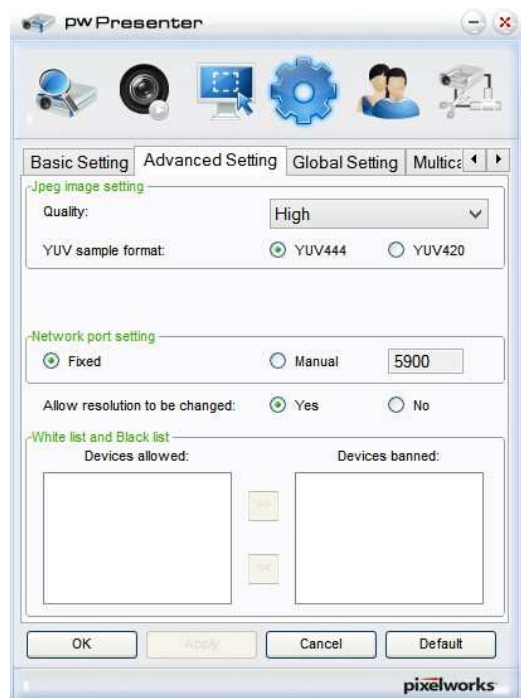 pwPresenter
Basic Setting Advanced Setting Global Setting Multica
Jpeg image setting
Quality: High
YUV sample format: YUV444 YUV420
Network port setting
Fixed Manual 5900
Allow resolution to be changed: Yes No
White list and Black list
Devices allowed: Devices banned:
>>
<<
OK Apply Cancel Default
pixelworks